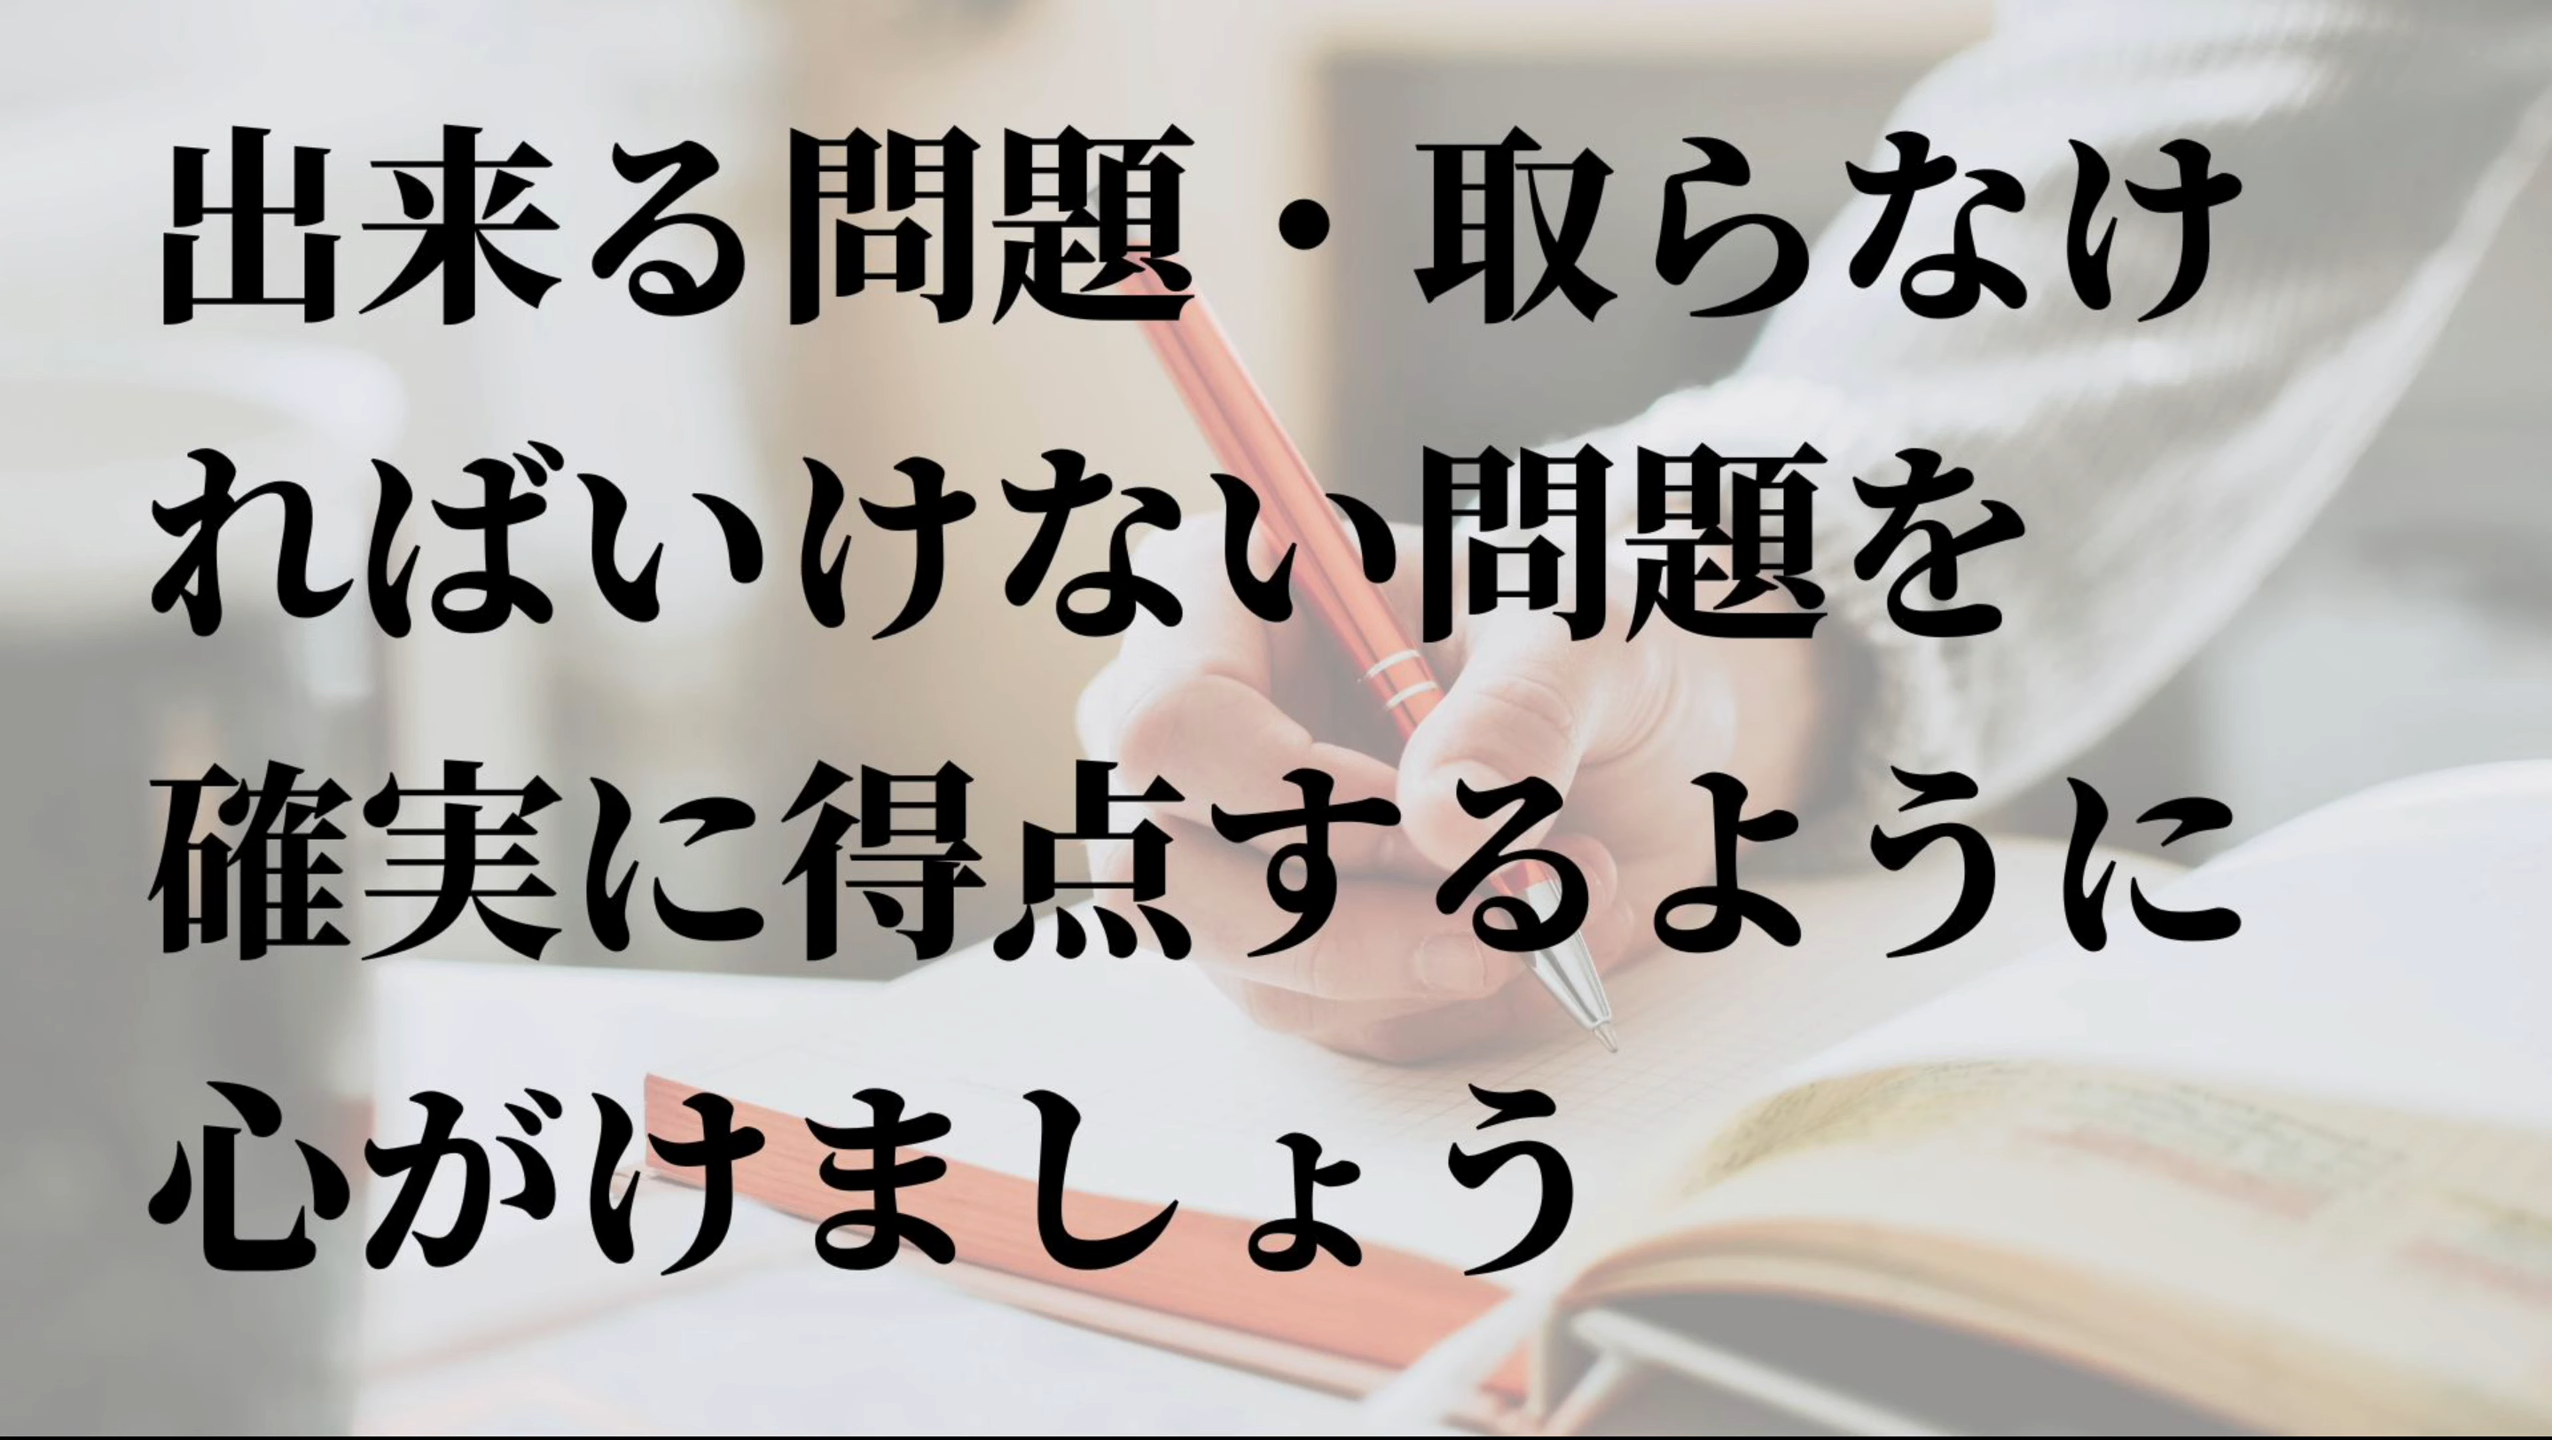 出来る問題・取らなけ
ればいけない問題を
確実に得点するように
心がけましょう